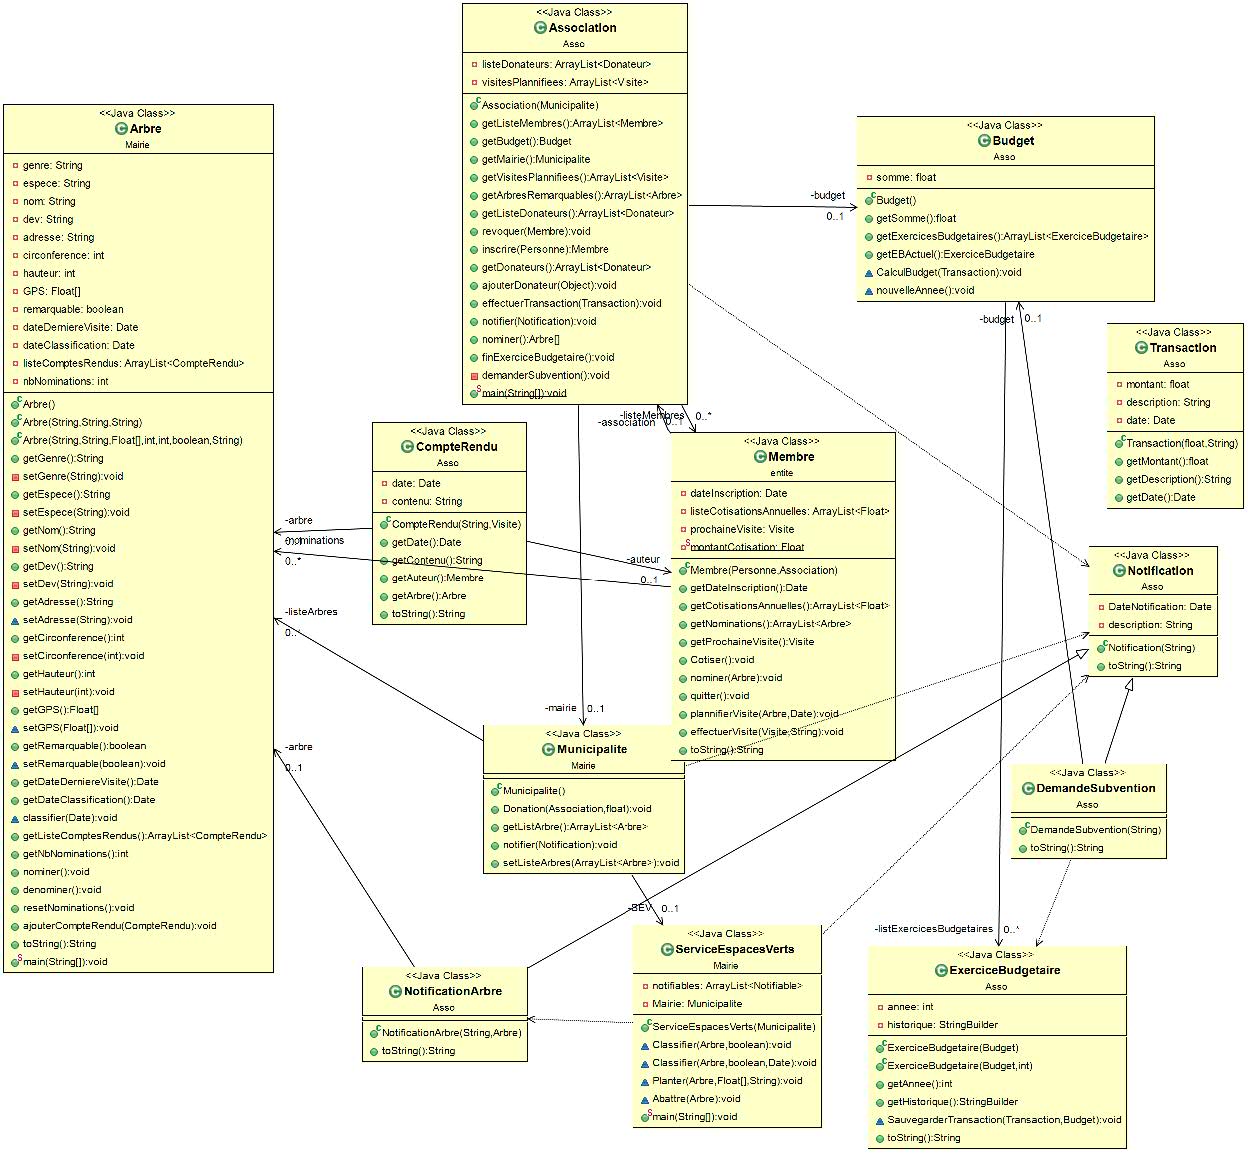 <<Java Class>>
Association
Asso
listeDonateurs: ArrayList<Donateur>
visitesPlannifiees: ArrayList<Visite>
Association(Municipalite)
getListeMembres():ArrayList<Membre>
getBudget():Budget
getMairie():Municipalite
getVisitesPlannifiees():ArrayList<Visite>
getArbresRemarquables():ArrayList<Arbre>
getListeDonateurs():ArrayList<Donateur>
revoquer(Membre):void
inscrire(Personne):Membre
getDonateurs():ArrayList<Donateur>
ajouterDonateur(Object):void
effectuerTransaction(Transaction):void
notifier(Notification):void
nominer():Arbre[]
finExerciceBudgetaire():void
demanderSubvention():void
main(String[]):void
<<Java Class>>
Arbre
Mairie
genre: String
espece: String
nom: String
dev: String
adresse: String
circonference: int
hauteur: int
GPS: Float[]
remarquable: boolean
dateDerniereVisite: Date
dateClassification: Date
listeComptesRendus: ArrayList<CompteRendu>
nbNominations: int
Arbre()
Arbre(String,String,String)
Arbre(String,String,Float[],int,int,boolean,String)
getGenre():String
setGenre(String):void
getEspece():String
setEspece(String):void
getNom():String
setNom(String):void
getDev():String
setDev(String):void
getAdresse():String
setAdresse(String):void
getCirconference():int
setCirconference(int):void
getHauteur():int
setHauteur(int):void
getGPS():Float[]
setGPS(Float[]):void
getRemarquable():boolean
setRemarquable(boolean):void
getDateDerniereVisite():Date
getDateClassification():Date
classifier(Date):void
getListeComptesRendus():ArrayList<CompteRendu>
getNbNominations():int
nominer():void
denominer():void
resetNominations():void
ajouterCompteRendu(CompteRendu):void
toString():String
main(String[]):void
<<Java Class>>
Budget
Asso
somme: float
Budget()
getSomme():float
getExercicesBudgetaires():ArrayList<ExerciceBudgetaire>
getEBActuel():ExerciceBudgetaire
CalculBudget(Transaction):void
nouvelleAnnee():void
-budget
0..1
-budget
0..1
<<Java Class>>
Transaction
Asso
montant: float
description: String
date: Date
Transaction(float,String)
getMontant():float
getDescription():String
getDate():Date
-listeMembres
0..*
-association
0..1
<<Java Class>>
CompteRendu
Asso
date: Date
contenu: String
CompteRendu(String,Visite)
getDate():Date
getContenu():String
getAuteur():Membre
getArbre():Arbre
toString():String
<<Java Class>>
Membre
entite
dateInscription: Date
listeCotisationsAnnuelles: ArrayList<Float>
prochaineVisite: Visite
montantCotisation: Float
Membre(Personne,Association)
getDateInscription():Date
getCotisationsAnnuelles():ArrayList<Float>
getNominations():ArrayList<Arbre>
getProchaineVisite():Visite
Cotiser():void
nominer(Arbre):void
quitter():void
plannifierVisite(Arbre,Date):void
effectuerVisite(Visite,String):void
toString():String
-arbre
-nominations
0..*
-auteur
0..1
-listeArbres
-arbre
0..1
<<Java Class>>
Notification
Asso
DateNotification: Date
description: String
Notification(String)
toString():String
-mairie
0..1
<<Java Class>>
Municipalite
Mairie
Municipalite()
Donation(Association,float):void
getListArbre():ArrayList<Arbre>
notifier(Notification):void
setListeArbres(ArrayList<Arbre>):void
<<Java Class>>
DemandeSubvention
Asso
DemandeSubvention(String)
toString():String
-SEV
0..1
<<Java Class>>
ServiceEspacesVerts
Mairie
notifiables: ArrayList<Notifiable>
Mairie: Municipalite
ServiceEspacesVerts(Municipalite)
Classifier(Arbre,boolean):void
Classifier(Arbre,boolean,Date):void
Planter(Arbre,Float[],String):void
Abattre(Arbre):void
main(String[]):void
<<Java Class>>
NotificationArbre
Asso
NotificationArbre(String,Arbre)
toString():String
-listExercicesBudgetaires
0..*
<<Java Class>>
ExerciceBudgetaire
Asso
annee: int
historique: StringBuilder
ExerciceBudgetaire(Budget)
ExerciceBudgetaire(Budget,int)
getAnnee():int
getHistorique():StringBuilder
SauvegarderTransaction(Transaction,Budget):void
toString():String